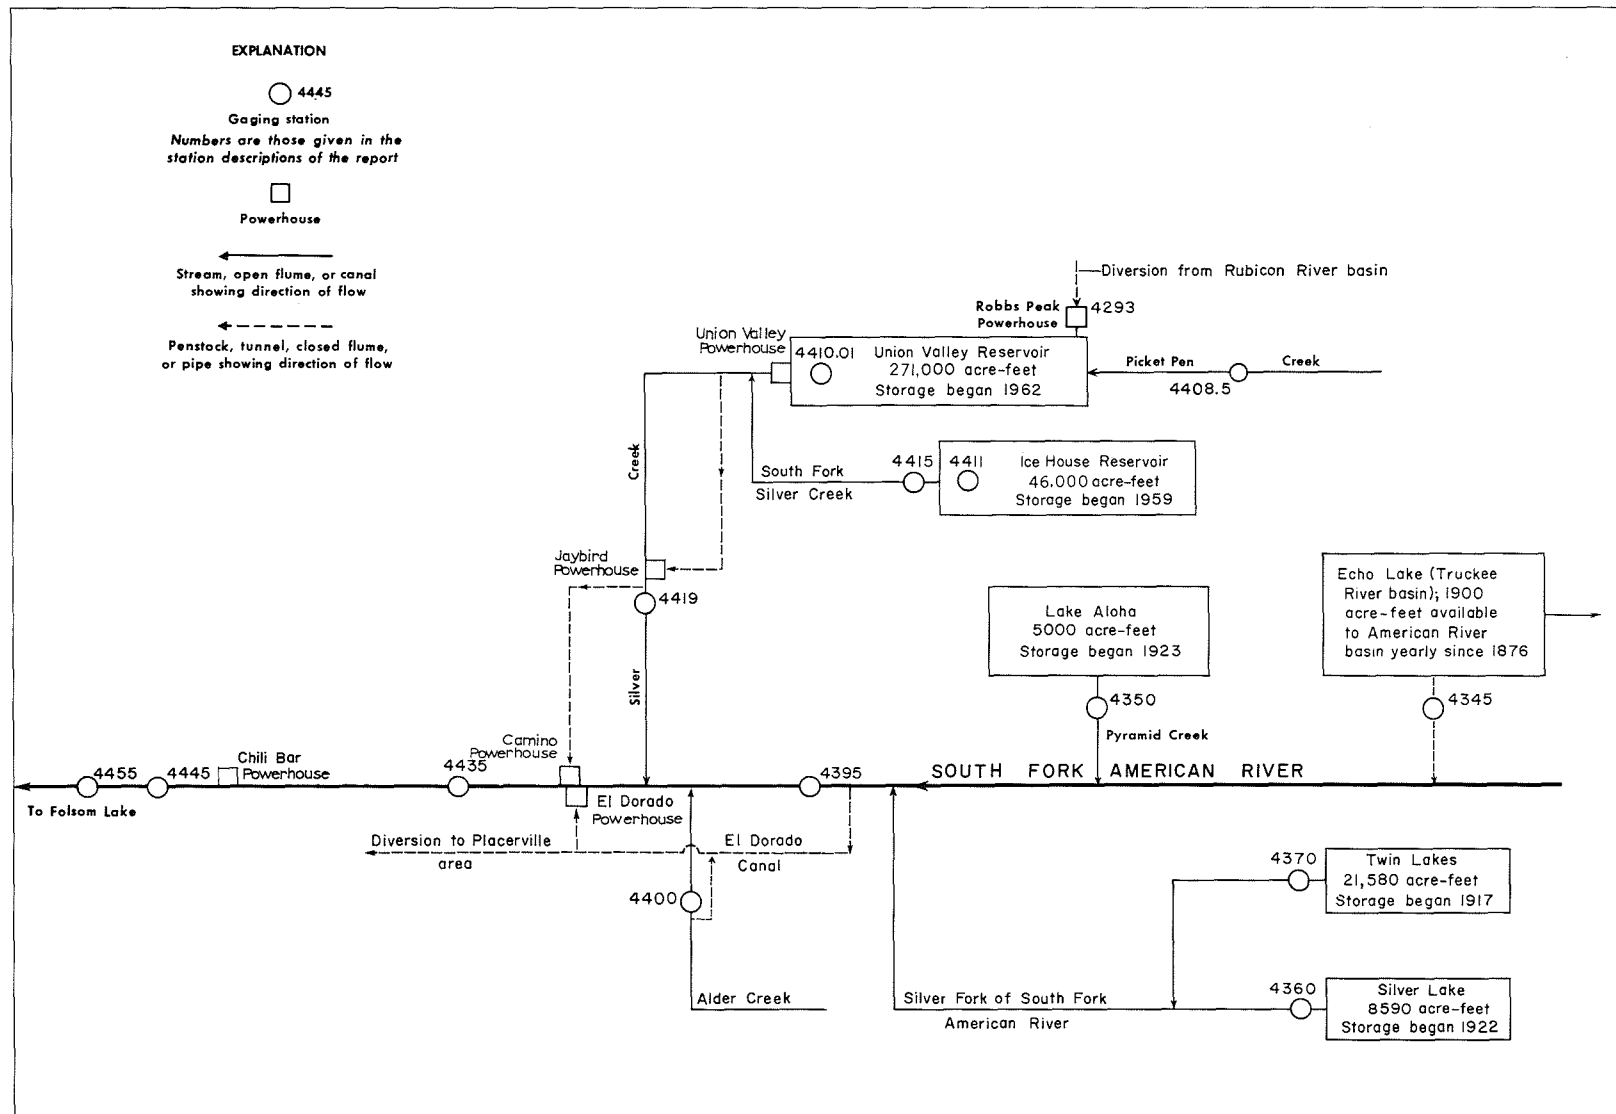 EXPLANATION
4445
Gaging station
Numbers are those given in the
station descriptions of the report
Powerhouse
Stream, open flume, or canal
showing direction of flow
Penstock, tunnel, closed flume,
or pipe showing direction of flow
Diversion from Rubicon River basin
Robbs Peak
Powerhouse
4293
Union Valley
Powerhouse
4410.01
Union Valley Reservoir
271,000 acre-feet
Storage began 1962
Picket Pen
Creek
4408.5
Creek
South Fork
Silver Creek
4415
4411
Ice House Reservoir
46,000 acre-feet
Storage began 1959
Jaybird
Powerhouse
4419
Silver
Lake Aloha
5000 acre-feet
Storage began 1923
4350
Pyramid Creek
Echo Lake (Truckee
River basin); 1900
acre-feet available
to American River
basin yearly since 1876
4345
Camino
Powerhouse
Chili Bar
Powerhouse
4455
4445
4435
4395
SOUTH FORK AMERICAN RIVER
To Folsom Lake
El Dorado
Powerhouse
Diversion to Placerville
area
El Dorado
Canal
4400
Alder Creek
4370
Twin Lakes
21,580 acre-feet
Storage began 1917
Silver Fork of South Fork
American River
4360
Silver Lake
8590 acre-feet
Storage began 1922